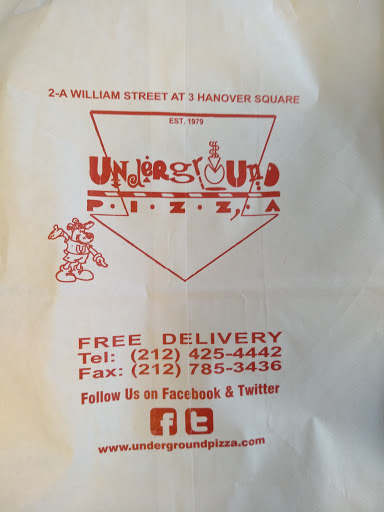 2-A WILLIAM STREET AT 3 HANOVER SQUARE
EST. 1979
UNdergrOUND
P·I·Z·Z·A
FREE DELIVERY
Tel: (212) 425-4442
Fax: (212) 785-3436
Follow Us on Facebook & Twitter
f t
www.undergroundpizza.com